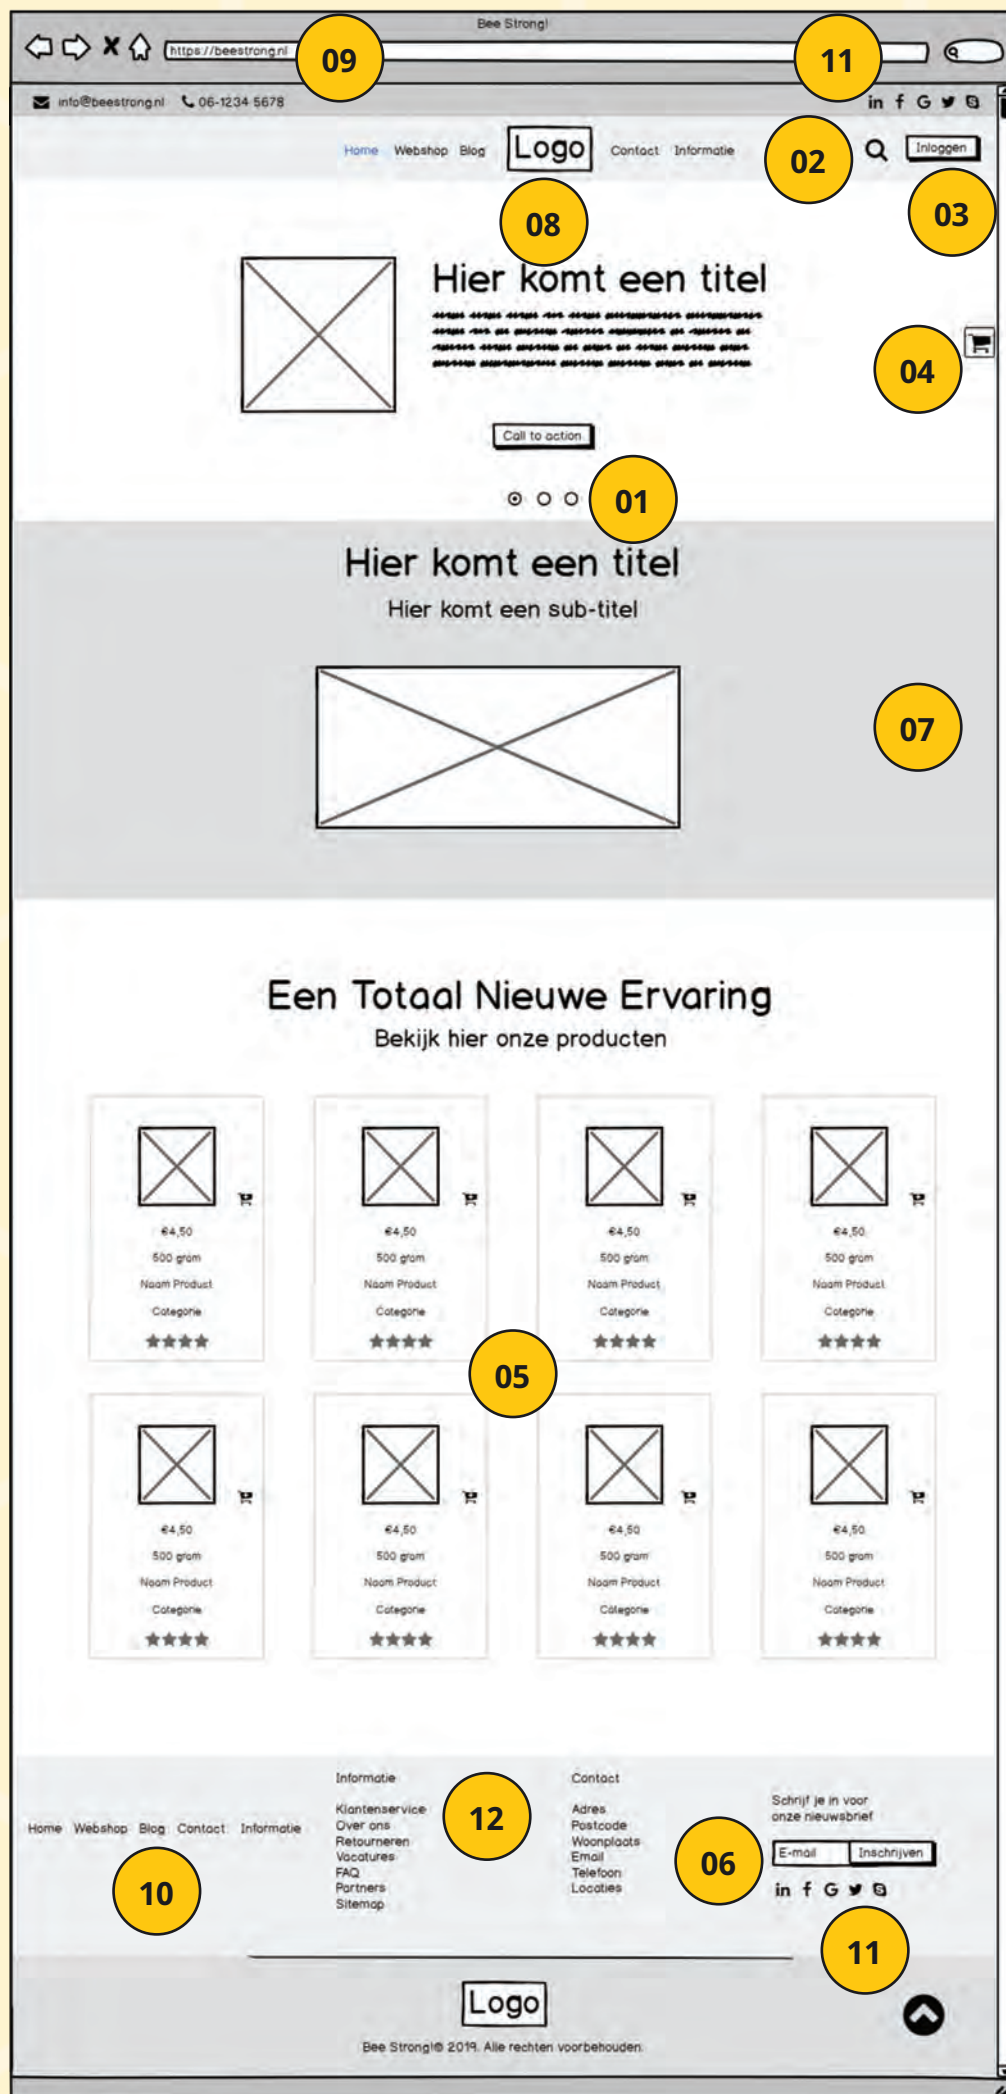 Bee Strong!
https://beestrong.nl
09
11
info@beestrong.nl 06-1234 5678
Home Webshop Blog Logo Contact Informatie
02
Inloggen
03
08
Hier komt een titel
04
Call to action
01
Hier komt een titel
Hier komt een sub-titel
07
Een Totaal Nieuwe Ervaring
Bekijk hier onze producten
€4,50 €4,50 €4,50 €4,50
500 gram 500 gram 500 gram 500 gram
Naam Product Naam Product Naam Product Naam Product
Categorie Categorie Categorie Categorie
05
€4,50 €4,50 €4,50 €4,50
500 gram 500 gram 500 gram 500 gram
Naam Product Naam Product Naam Product Naam Product
Categorie Categorie Categorie Categorie
Home Webshop Blog Contact Informatie
10
Informatie
Klantenservice
Over ons
Retourneren
Vacatures
FAQ
Partners
Sitemap
12
Contact
Adres
Postcode
Woonplaats
Email
Telefoon
Locaties
06
Schrijf je in voor
onze nieuwsbrief
E-mail Inschrijven
11
Logo
Bee Strong!© 2019. Alle rechten voorbehouden.